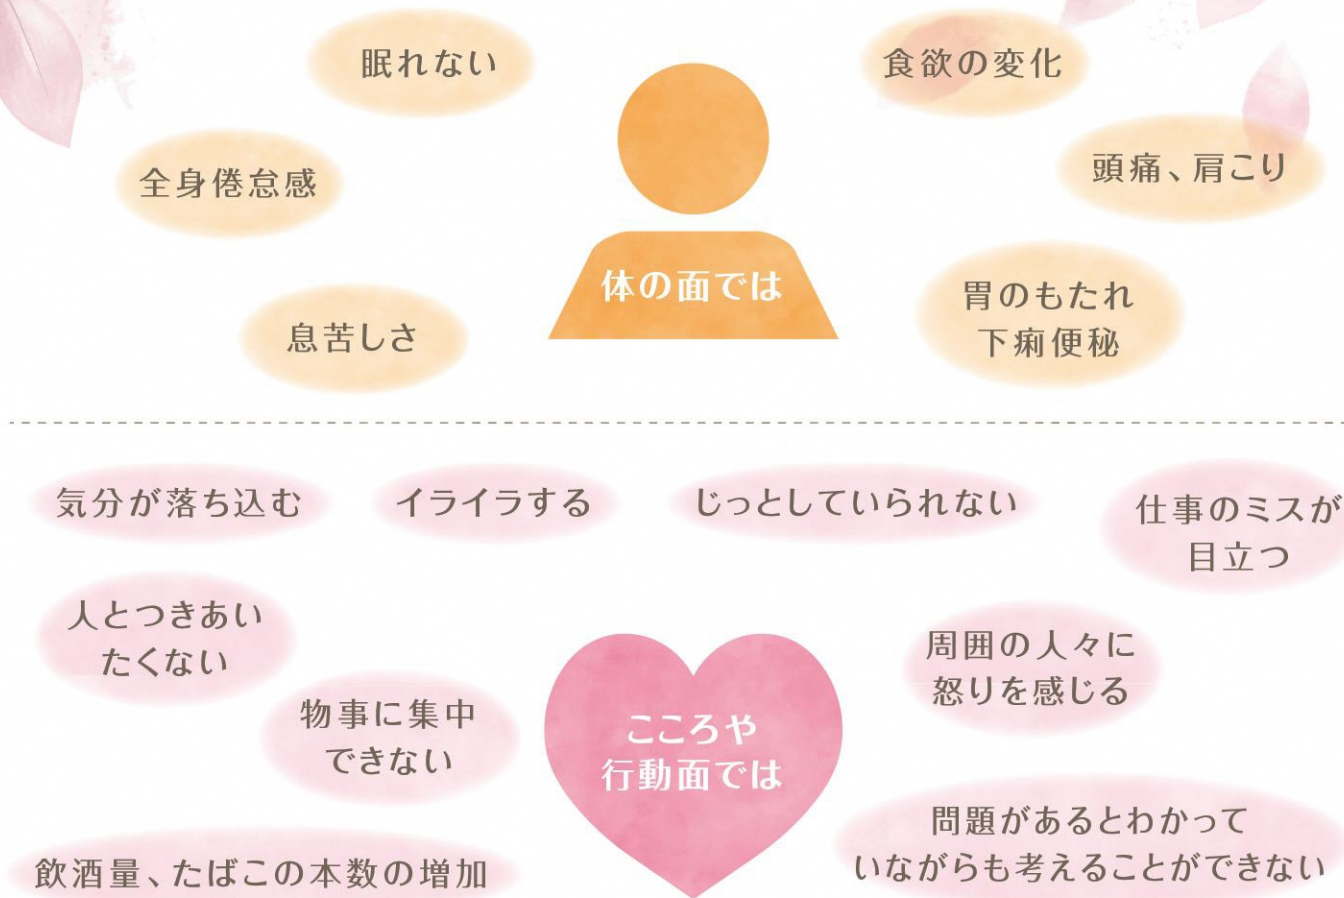 眠れない
食欲の変化
全身倦怠感
頭痛、肩こり
体の面では
息苦しさ
胃のもたれ
下痢便秘
気分が落ち込む
イライラする
じっとしていられない
仕事のミスが
目立つ
人とつきあい
たくない
周囲の人々に
怒りを感じる
物事に集中
できない
こころや
行動面では
飲酒量、たばこの本数の増加
問題があるとわかって
いながらも考えることができない